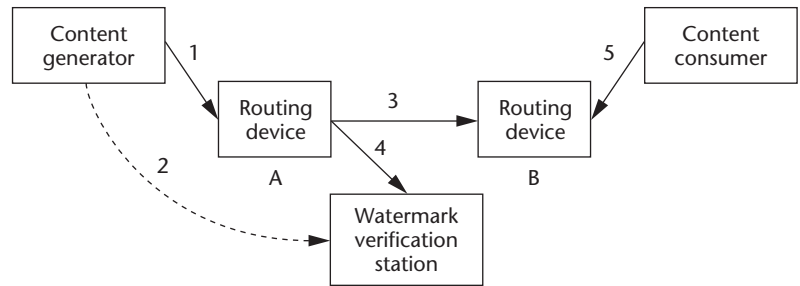 Content
generator
1
5
Content
consumer
Routing
device
A
3
Routing
device
B
4
2
Watermark
verification
station